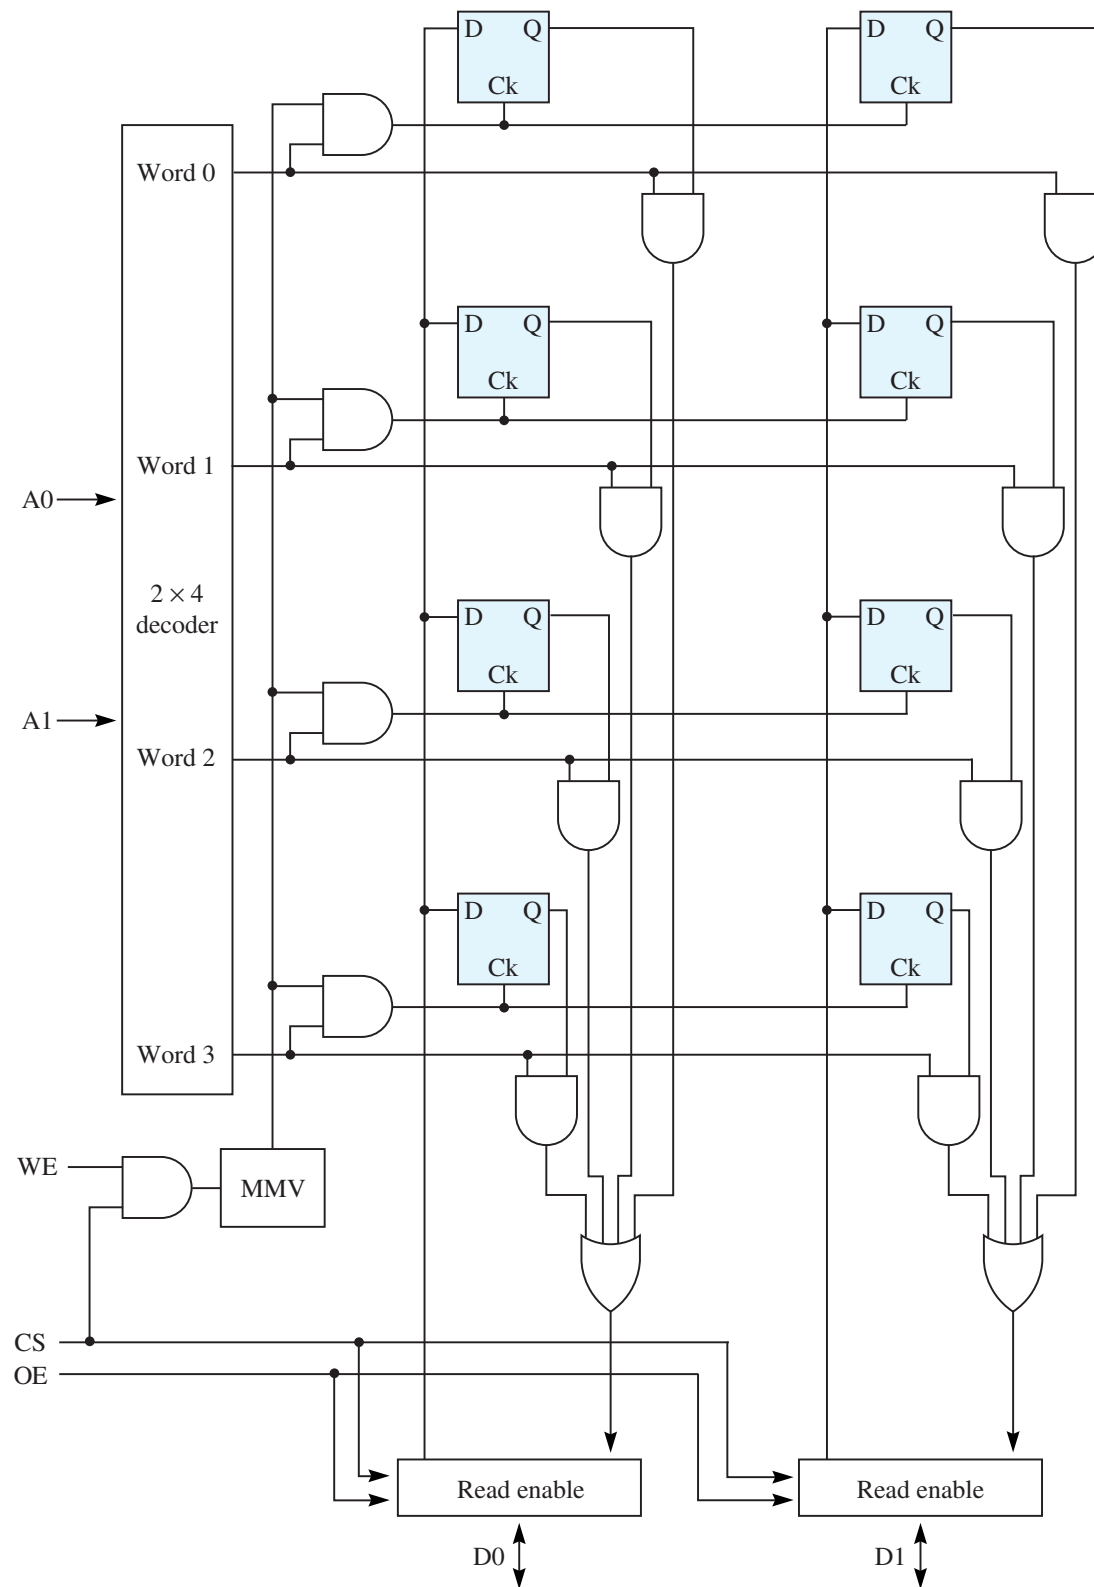 D Q
Ck
D Q
Ck
Word 0
D Q
Ck
D Q
Ck
Word 1
A0
2 × 4
decoder
D Q
Ck
D Q
Ck
A1
Word 2
D Q
Ck
D Q
Ck
Word 3
WE
MMV
CS
OE
Read enable
Read enable
D0
D1